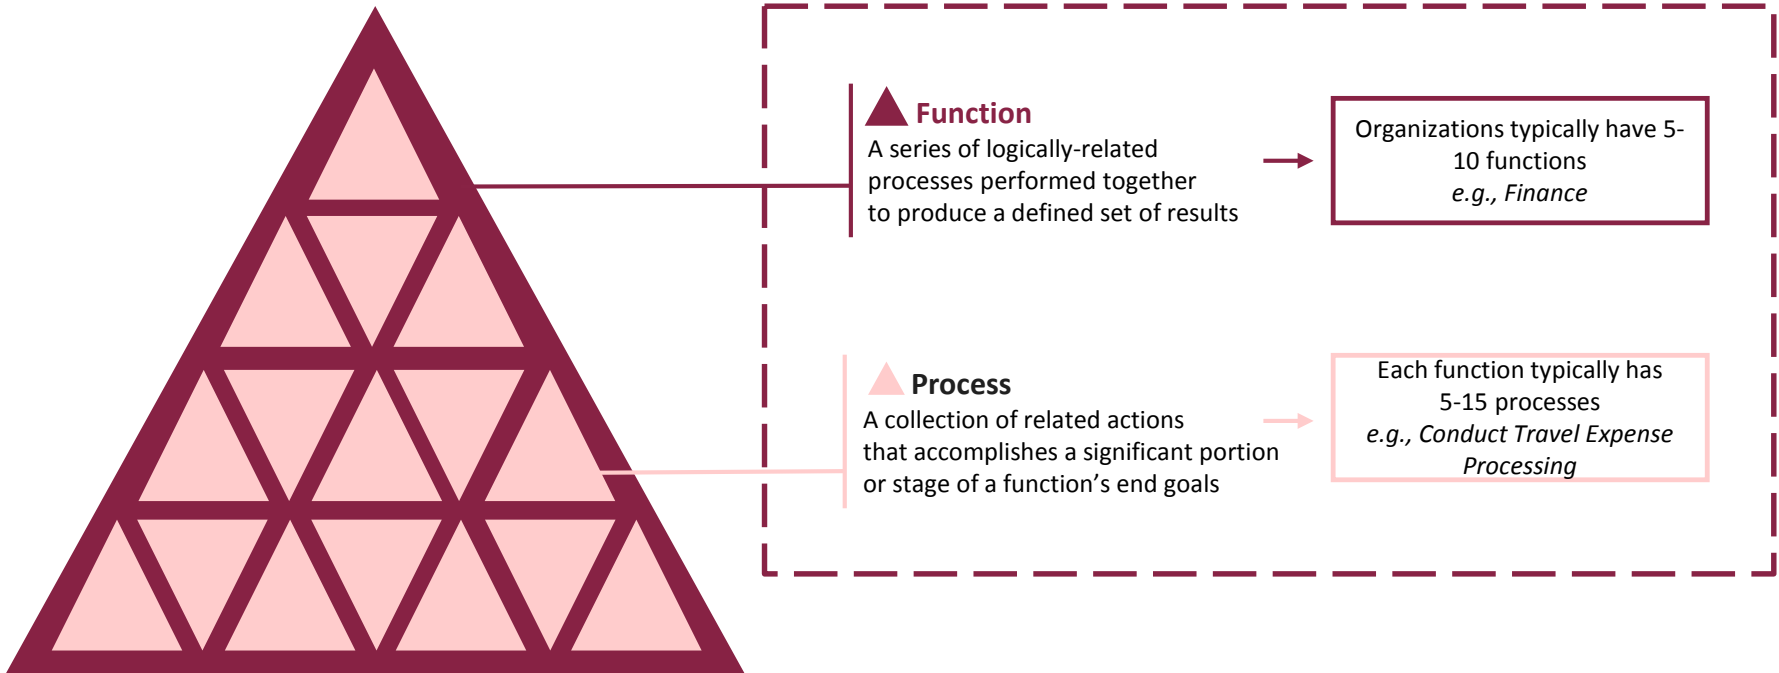 Function
A series of logically-related
processes performed together
to produce a defined set of results
Organizations typically have 5-
10 functions
e.g., Finance
Process
A collection of related actions
that accomplishes a significant portion
or stage of a function’s end goals
Each function typically has
5-15 processes
e.g., Conduct Travel Expense
Processing